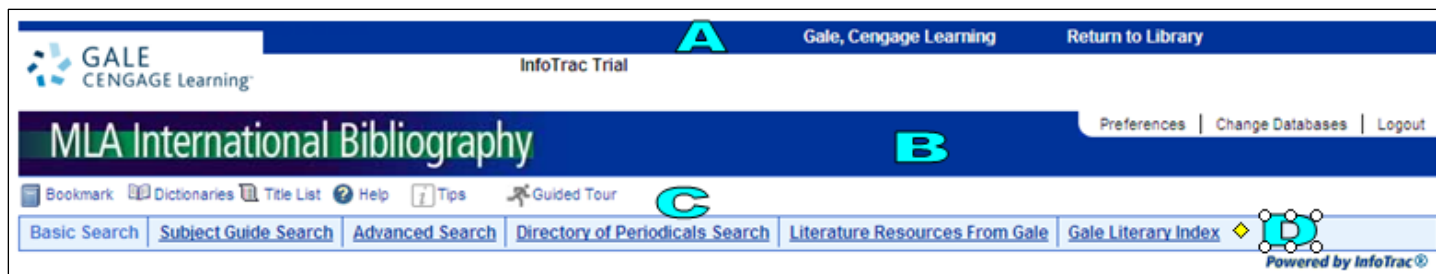 A Gale, Cengage Learning Return to Library
GALE
CENGAGE Learning
InfoTrac Trial
Preferences | Change Databases | Logout
MLA International Bibliography B
Bookmark Dictionaries Title List Help Tips Guided Tour C
Basic Search Subject Guide Search Advanced Search Directory of Periodicals Search Literature Resources From Gale Gale Literary Index D
Powered by InfoTrac®